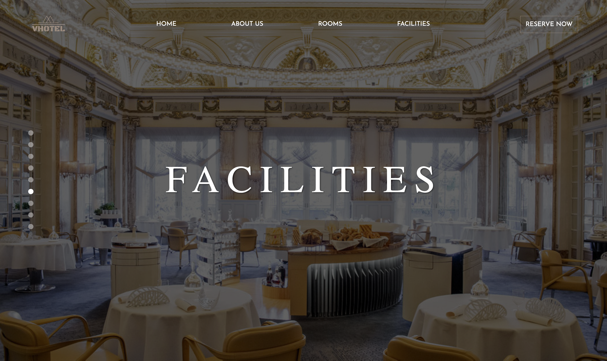 VHOTEL
HOME
ABOUT US
ROOMS
FACILITIES
RESERVE NOW
FACILITIES